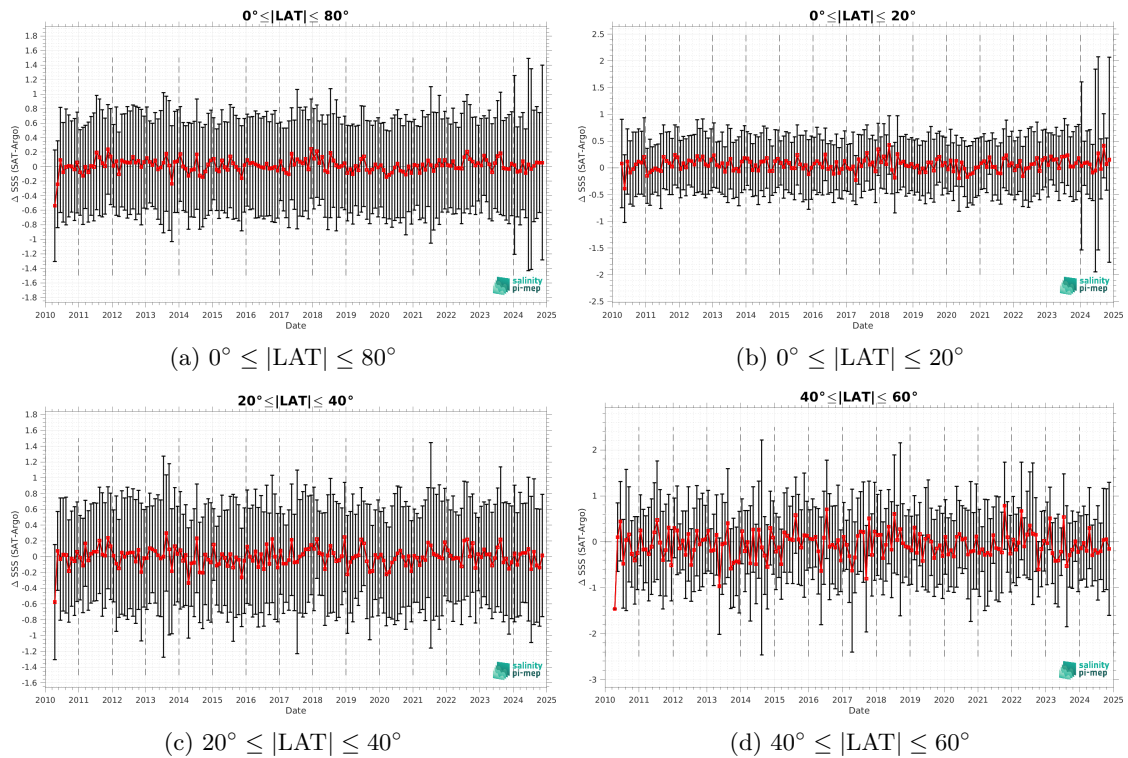 0°≤|LAT|≤ 80°
Δ SSS (SAT-Argo)
1.8
1.6
1.4
1.2
1
0.8
0.6
0.4
0.2
0
-0.2
-0.4
-0.6
-0.8
-1
-1.2
-1.4
-1.6
-1.8
2010 2011 2012 2013 2014 2015 2016 2017 2018 2019 2020 2021 2022 2023 2024 2025
Date
salinity
pi-mep
(a) 0° ≤ |LAT| ≤ 80°
0°≤|LAT|≤ 20°
Δ SSS (SAT-Argo)
2.5
2
1.5
1
0.5
0
-0.5
-1
-1.5
-2
-2.5
2010 2011 2012 2013 2014 2015 2016 2017 2018 2019 2020 2021 2022 2023 2024 2025
Date
salinity
pi-mep
(b) 0° ≤ |LAT| ≤ 20°
20°≤|LAT|≤ 40°
Δ SSS (SAT-Argo)
1.8
1.6
1.4
1.2
1
0.8
0.6
0.4
0.2
0
-0.2
-0.4
-0.6
-0.8
-1
-1.2
-1.4
-1.6
2010 2011 2012 2013 2014 2015 2016 2017 2018 2019 2020 2021 2022 2023 2024 2025
Date
salinity
pi-mep
(c) 20° ≤ |LAT| ≤ 40°
40°≤|LAT|≤ 60°
Δ SSS (SAT-Argo)
2
1
0
-1
-2
-3
2010 2011 2012 2013 2014 2015 2016 2017 2018 2019 2020 2021 2022 2023 2024 2025
Date
salinity
pi-mep
(d) 40° ≤ |LAT| ≤ 60°